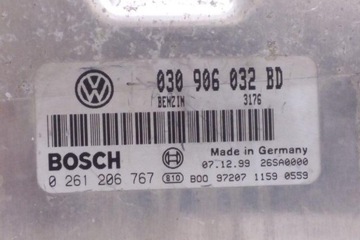 030 906 032 BD
BENZIN 3176
BOSCH
Made in Germany
07.12.99 26SA0000
0 261 206 767 810 B00 97207 1159 0559